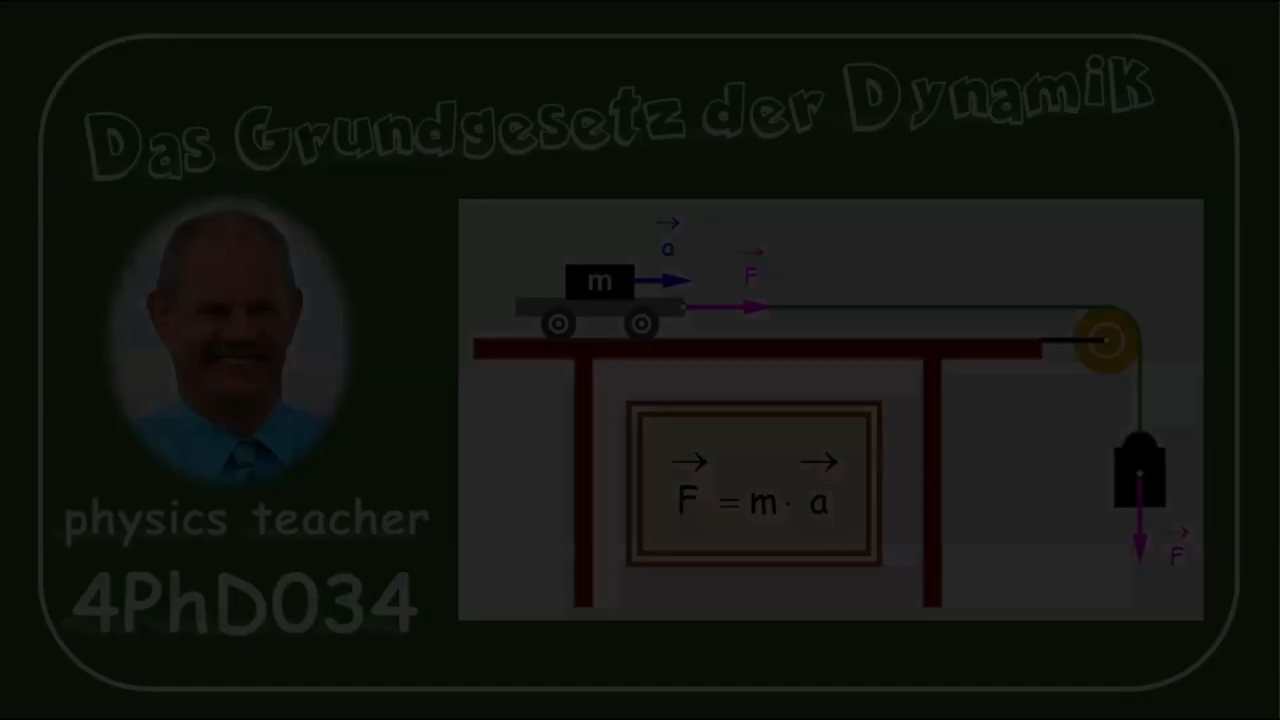 Das Grundgesetz der Dynamik
a
F
m
F = m · a
F
physics teacher
4PhD034